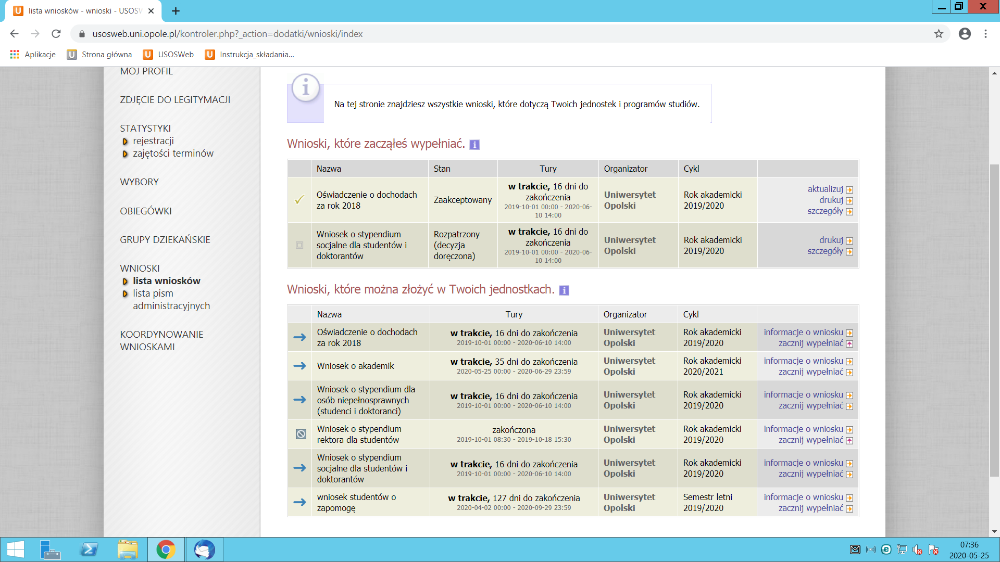 lista wniosków - wnioski - USOSW
usosweb.uni.opole.pl/kontroler.php?_action=dodatki/wnioski/index
Aplikacje
Strona główna
USOSWeb
Instrukcja_składania...
MÓJ PROFIL
ZDJĘCIE DO LEGITYMACJI
STATYSTYKI
rejestracji
zajętości terminów
WYBORY
OBIEGÓWKI
GRUPY DZIEKAŃSKIE
WNIOSKI
lista wniosków
lista pism
administracyjnych
KOORDYNOWANIE
WNIOSKAMI
Na tej stronie znajdziesz wszystkie wnioski, które dotyczą Twoich jednostek i programów studiów.
Wnioski, które zacząłeś wypełniać.
Nazwa Stan Tury Organizator Cykl
Oświadczenie o dochodach
za rok 2018
Zaakceptowany
w trakcie, 16 dni do
zakończenia
2019-10-01 00:00 - 2020-06-
10 14:00
Uniwersytet
Opolski
Rok akademicki
2019/2020
aktualizuj
drukuj
szczegóły
Wniosek o stypendium
socjalne dla studentów i
doktorantów
Rozpatrzony
(decyzja
doręczona)
w trakcie, 16 dni do
zakończenia
2019-10-01 00:00 - 2020-06-
10 14:00
Uniwersytet
Opolski
Rok akademicki
2019/2020
drukuj
szczegóły
Wnioski, które można złożyć w Twoich jednostkach.
Nazwa Tury Organizator Cykl
Oświadczenie o dochodach
za rok 2018
w trakcie, 16 dni do zakończenia
2019-10-01 00:00 - 2020-06-10 14:00
Uniwersytet
Opolski
Rok akademicki
2019/2020
informacje o wniosku
zacznij wypełniać
Wniosek o akademik
w trakcie, 35 dni do zakończenia
2020-05-25 00:00 - 2020-06-29 23:59
Uniwersytet
Opolski
Rok akademicki
2020/2021
informacje o wniosku
zacznij wypełniać
Wniosek o stypendium dla
osób niepełnosprawnych
(studenci i doktoranci)
w trakcie, 16 dni do zakończenia
2019-10-01 00:00 - 2020-06-10 14:00
Uniwersytet
Opolski
Rok akademicki
2019/2020
informacje o wniosku
zacznij wypełniać
Wniosek o stypendium
rektora dla studentów
zakończona
2019-10-01 08:30 - 2019-10-18 15:30
Uniwersytet
Opolski
Rok akademicki
2019/2020
informacje o wniosku
zacznij wypełniać
Wniosek o stypendium
socjalne dla studentów i
doktorantów
w trakcie, 16 dni do zakończenia
2019-10-01 00:00 - 2020-06-10 14:00
Uniwersytet
Opolski
Rok akademicki
2019/2020
informacje o wniosku
zacznij wypełniać
wniosek studentów o
zapomogę
w trakcie, 127 dni do zakończenia
2020-04-02 00:00 - 2020-09-29 23:59
Uniwersytet
Opolski
Semestr letni
2019/2020
informacje o wniosku
zacznij wypełniać
07:36
2020-05-25